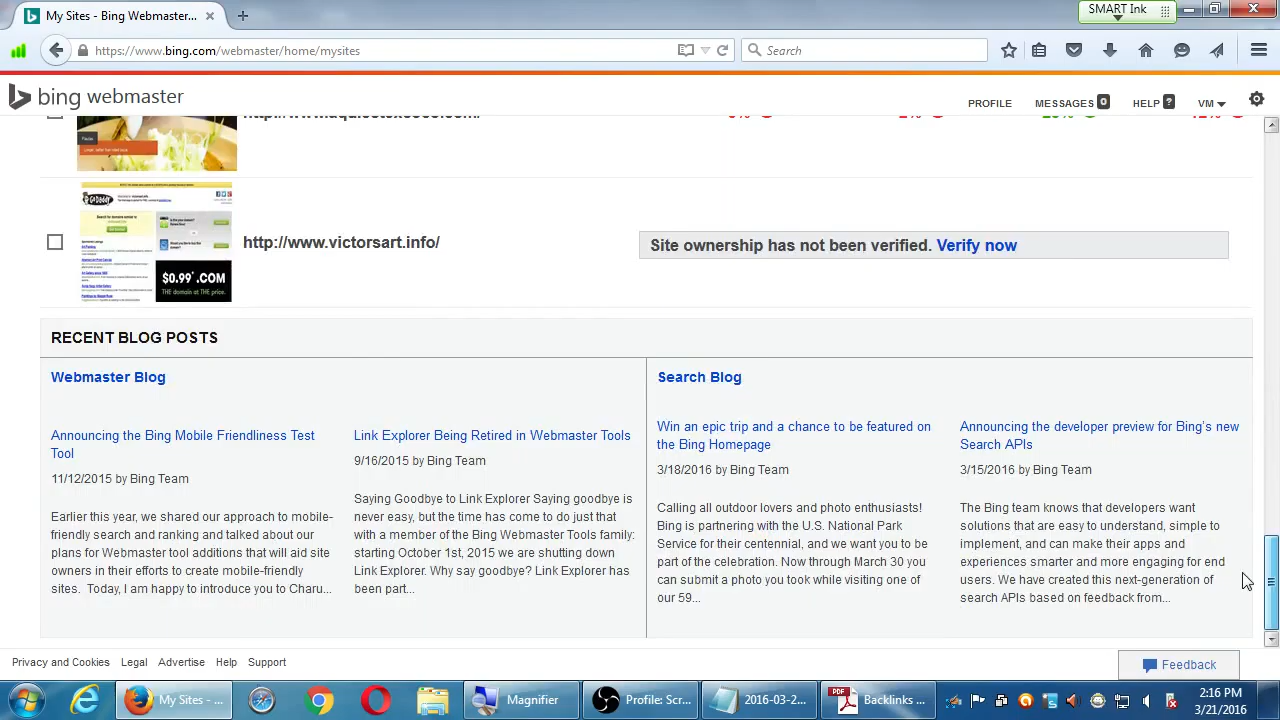 My Sites - Bing Webmaster...
SMART Ink
https://www.bing.com/webmaster/home/mysites
Search
bing webmaster
PROFILE
MESSAGES 0
HELP ?
VM
GoDaddy
$0.99 .COM
THE domain at THE price.
http://www.victorsart.info/
Site ownership has not been verified. Verify now
RECENT BLOG POSTS
Webmaster Blog
Announcing the Bing Mobile Friendliness Test
Tool
11/12/2015 by Bing Team
Earlier this year, we shared our approach to mobile-
friendly search and ranking and talked about our
plans for Webmaster tool additions that will aid site
owners in their efforts to create mobile-friendly
sites.  Today, I am happy to introduce you to Charu...
Link Explorer Being Retired in Webmaster Tools
9/16/2015 by Bing Team
Saying Goodbye to Link Explorer Saying goodbye is
never easy, but the time has come to do just that
with a member of the Bing Webmaster Tools family:
starting October 1st, 2015 we are shutting down
Link Explorer. Why say goodbye? Link Explorer has
been part...
Search Blog
Win an epic trip and a chance to be featured on
the Bing Homepage
3/18/2016 by Bing Team
Calling all outdoor lovers and photo enthusiasts!
Bing is partnering with the U.S. National Park
Service for their centennial, and we want you to be
part of the celebration. Now through March 30 you
can submit a photo you took while visiting one of
our 59...
Announcing the developer preview for Bing's new
Search APIs
3/15/2016 by Bing Team
The Bing team knows that developers want
solutions that are easy to understand, simple to
implement, and can make their apps and
experiences smarter and more engaging for end
users. We have created this next-generation of
search APIs based on feedback from...
Privacy and Cookies
Legal
Advertise
Help
Support
Feedback
My Sites - ...
Magnifier
Profile: Scr...
2016-03-2...
PDF
Backlinks ...
2:16 PM
3/21/2016